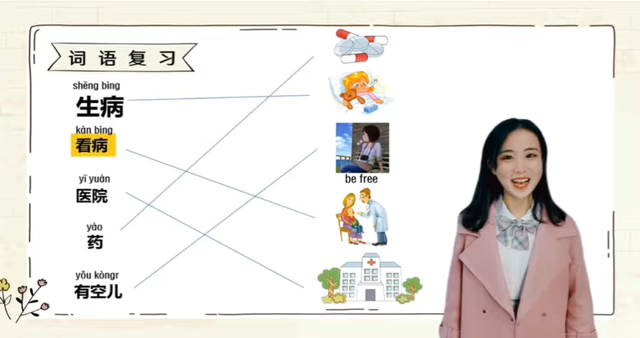 词语复习
shēng bìng
生病
kàn bìng
看病
yī yuàn
医院
yào
药
yǒu kòngr
有空儿
be free